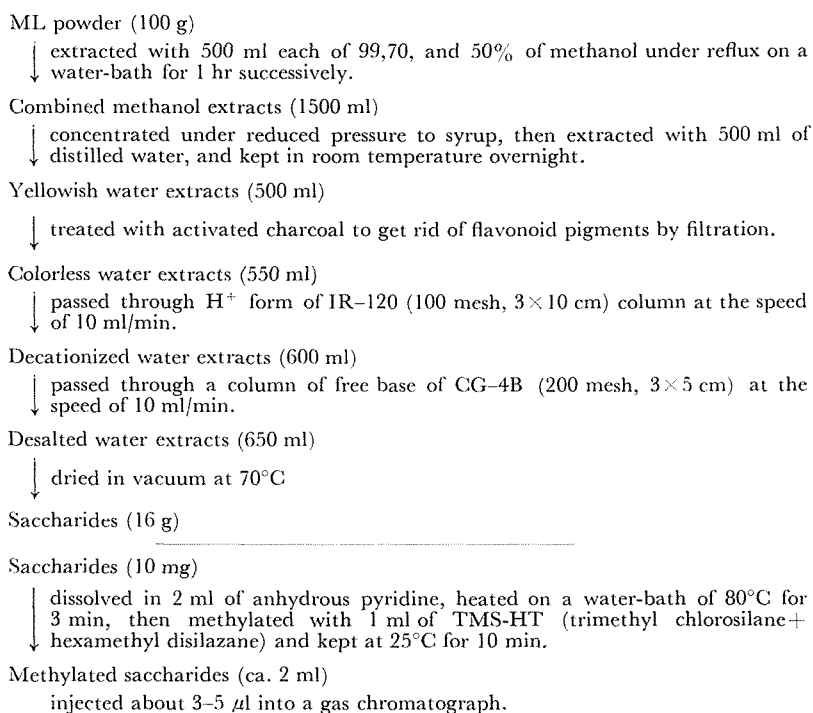 ML powder (100 g)
extracted with 500 ml each of 99,70, and 50% of methanol under reflux on a
water-bath for 1 hr successively.
Combined methanol extracts (1500 ml)
concentrated under reduced pressure to syrup, then extracted with 500 ml of
distilled water, and kept in room temperature overnight.
Yellowish water extracts (500 ml)
treated with activated charcoal to get rid of flavonoid pigments by filtration.
Colorless water extracts (550 ml)
passed through H⁺ form of IR–120 (100 mesh, 3×10 cm) column at the speed
of 10 ml/min.
Decationized water extracts (600 ml)
passed through a column of free base of CG–4B (200 mesh, 3×5 cm) at the
speed of 10 ml/min.
Desalted water extracts (650 ml)
dried in vacuum at 70°C
Saccharides (16 g)
Saccharides (10 mg)
dissolved in 2 ml of anhydrous pyridine, heated on a water-bath of 80°C for
3 min, then methylated with 1 ml of TMS-HT (trimethyl chlorosilane+
hexamethyl disilazane) and kept at 25°C for 10 min.
Methylated saccharides (ca. 2 ml)
injected about 3–5 μl into a gas chromatograph.